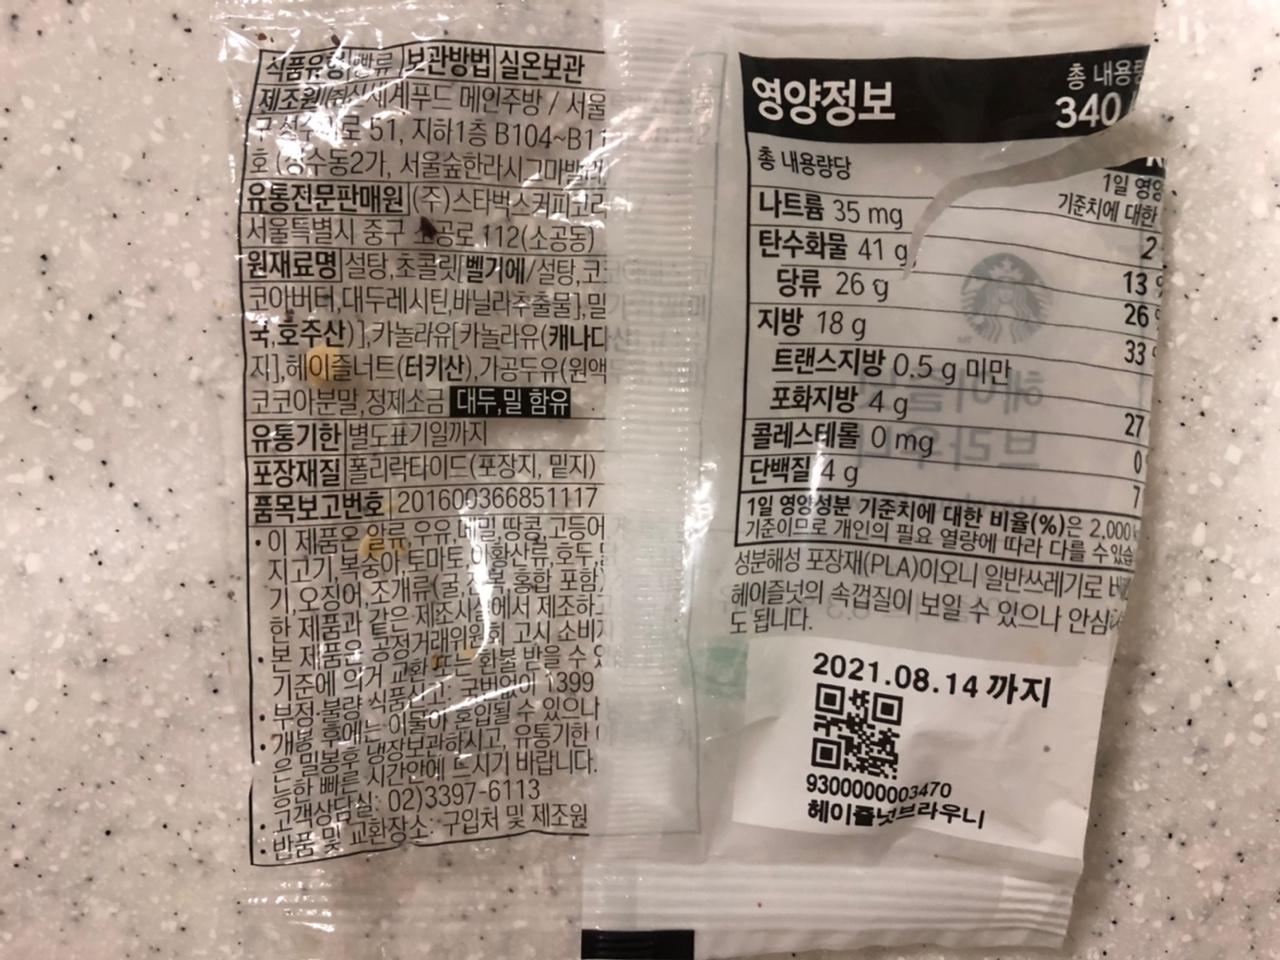 식품유형 빵류 보관방법 실온보관
제조원 ㈜신세계푸드 메인주방 / 서울
51, 지하1층 B104~B11
호 (성수동2가, 서울숲한라시그마밸리
유통전문판매원 (주)스타벅스커피코리
서울특별시 중구 소공로 112(소공동)
원재료명 설탕,초콜릿[벨기에/설탕,코코
코아버터,대두레시틴,바닐라추출물],밀
국,호주산)],카놀라유[카놀라유(캐나다산
지],헤이즐너트(터키산),가공두유(원액
코코아분말,정제소금 대두,밀 함유
유통기한 별도표기일까지
포장재질 폴리락타이드(포장지, 밑지)
품목보고번호 201600366851117
• 이 제품은 알류,우유,메밀,땅콩,고등어
지고기,복숭아,토마토,아황산류,호두,
기,오징어,조개류(굴,전복,홍합 포함)
한 제품과 같은 제조시설에서 제조하고
• 본 제품은 공정거래위원회 고시 소비자
기준에 의거 교환 또는 환불 받을 수 있
• 부정·불량 식품신고: 국번없이 1399
• 개봉 후에는 이물이 혼입될 수 있으나
은 밀봉후 냉장보관하시고, 유통기한
능한 빠른 시간안에 드시기 바랍니다.
• 고객상담실: 02)3397-6113
• 반품 및 교환장소: 구입처 및 제조원
영양정보
총 내용량
340
총 내용량당
1일 영양
기준치에 대한
나트륨 35 mg 2
탄수화물 41 g 13 %
당류 26 g 26 %
지방 18 g 33
트랜스지방 0.5 g 미만
포화지방 4 g 27
콜레스테롤 0 mg 0
단백질 4 g 7
1일 영양성분 기준치에 대한 비율(%)은 2,000
기준이므로 개인의 필요 열량에 따라 다를 수 있습
성분해성 포장재(PLA)이오니 일반쓰레기로
헤이즐넛의 속껍질이 보일 수 있으나 안심
도 됩니다.
2021.08.14 까지
9300000003470
헤이즐넛브라우니